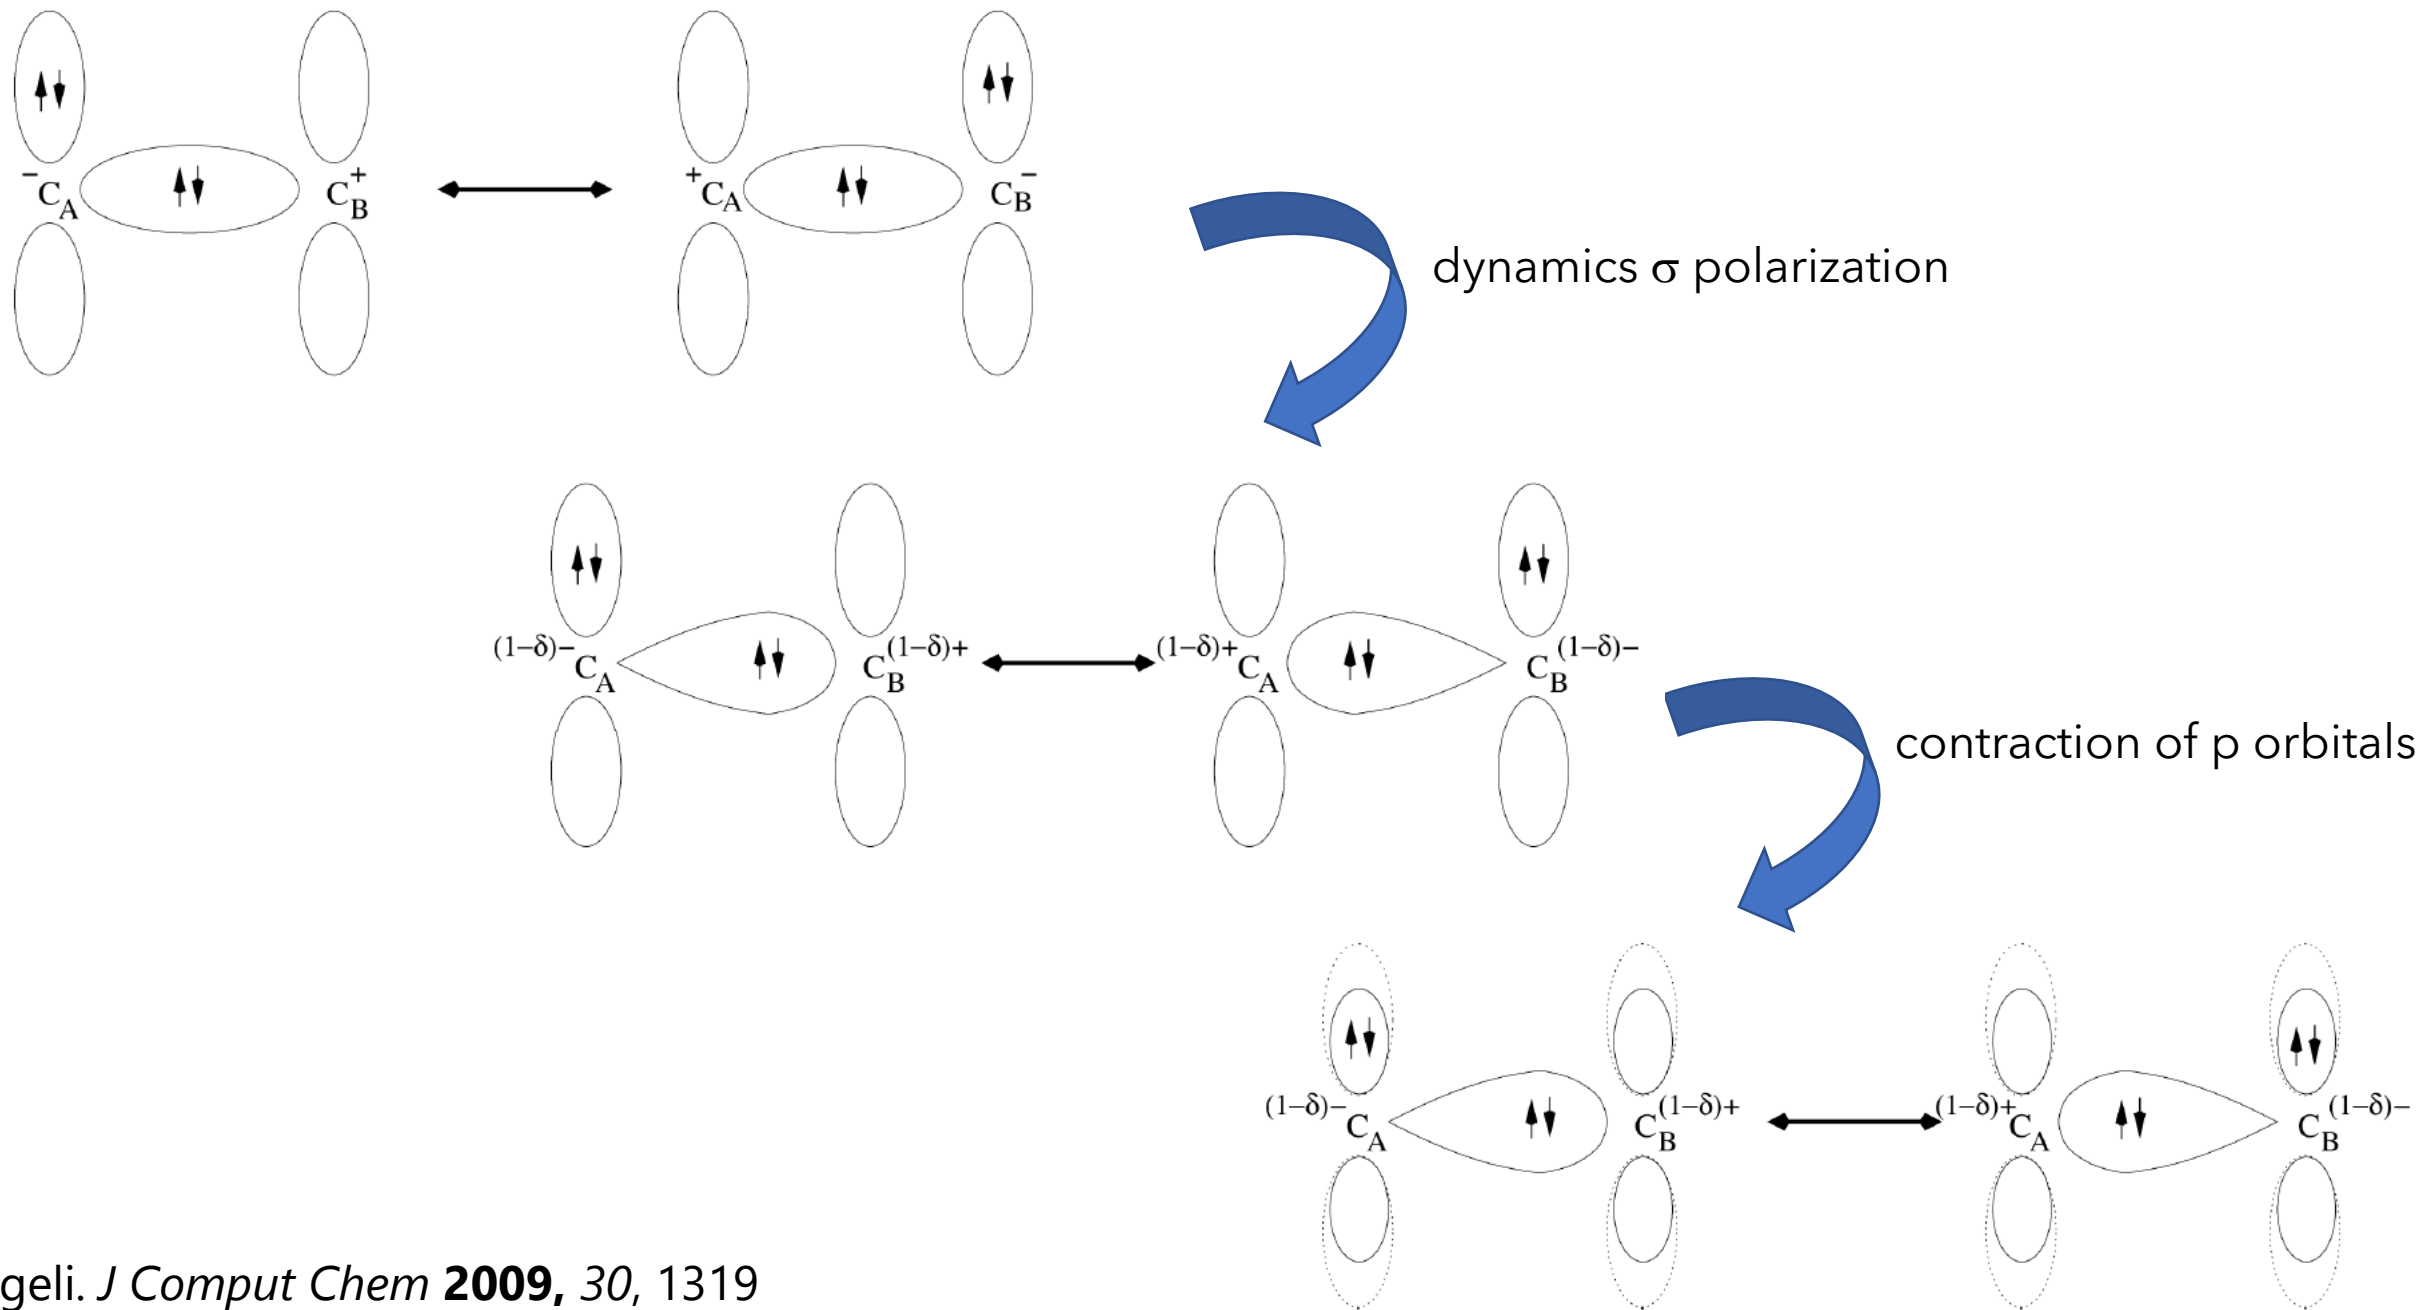 ⁻C_A C_B⁺ ⁺C_A C_B⁻
dynamics σ polarization
(1–δ)– C_A C_B (1–δ)+ (1–δ)+ C_A C_B (1–δ)–
contraction of p orbitals
(1–δ)– C_A C_B (1–δ)+ (1–δ)+ C_A C_B (1–δ)–
geli. J Comput Chem 2009, 30, 1319